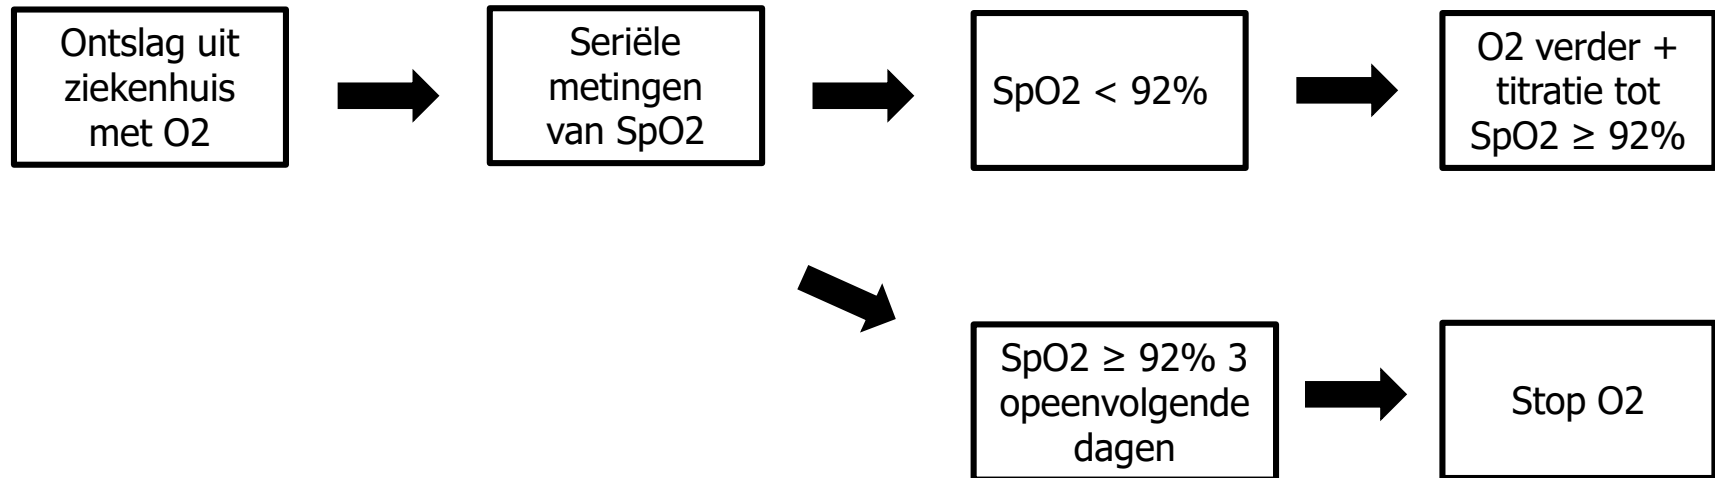 Ontslag uit
ziekenhuis
met O2
Seriële
metingen
van SpO2
SpO2 < 92%
O2 verder +
titratie tot
SpO2 ≥ 92%
SpO2 ≥ 92% 3
opeenvolgende
dagen
Stop O2